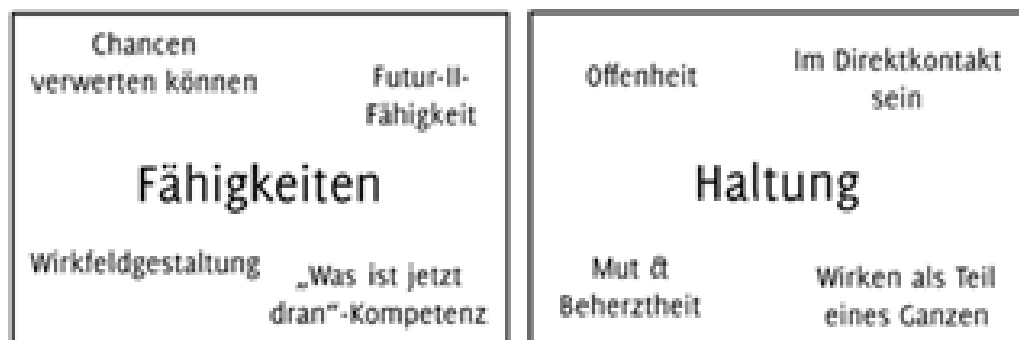 Chancen
verwerten können
Futur-II-
Fähigkeit
Fähigkeiten
Wirkfeldgestaltung
„Was ist jetzt
dran“-Kompetenz
Offenheit
Im Direktkontakt
sein
Haltung
Mut &
Beherztheit
Wirken als Teil
eines Ganzen